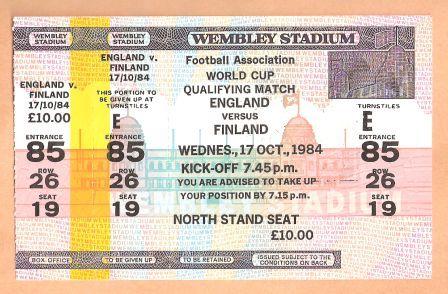 WEMBLEY STADIUM
ENGLAND v. FINLAND
17/10/84
£10.00
ENTRANCE
85
ROW
26
SEAT
19
BOX OFFICE
WEMBLEY STADIUM
ENGLAND v. FINLAND
17/10/84
THIS PORTION TO
BE GIVEN UP AT
TURNSTILES
E
ENTRANCE
85
ROW
26
SEAT
19
TO BE GIVEN UP
WEMBLEY STADIUM
Football Association
WORLD CUP
QUALIFYING MATCH
ENGLAND
VERSUS
FINLAND
WEDNES., 17 OCT., 1984
KICK-OFF 7.45 p.m.
YOU ARE ADVISED TO TAKE UP
YOUR POSITION BY 7.15 p.m.
WEMBLEY STADIUM
NORTH STAND SEAT
£10.00
TURNSTILES
E
ENTRANCE
85
ROW
26
SEAT
19
TO BE RETAINED
ISSUED SUBJECT TO THE
CONDITIONS ON BACK